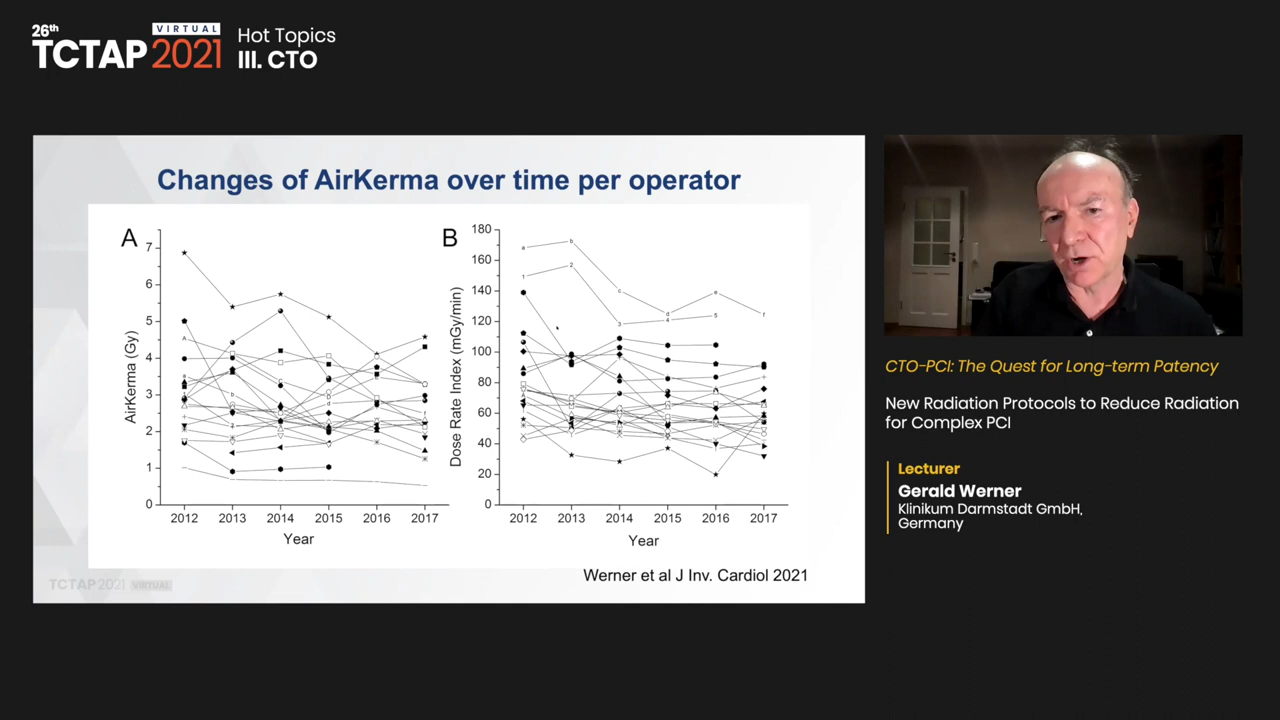 26th
VIRTUAL
TCTAP 2021
Hot Topics
III. CTO
Changes of AirKerma over time per operator
A
7
6
5
4
3
2
1
0
AirKerma (Gy)
2012 2013 2014 2015 2016 2017
Year
B
180
160
140
120
100
80
60
40
20
0
Dose Rate Index (mGy/min)
2012 2013 2014 2015 2016 2017
Year
Werner et al J Inv. Cardiol 2021
TCTAP 2021 VIRTUAL
CTO-PCI: The Quest for Long-term Patency
New Radiation Protocols to Reduce Radiation
for Complex PCI
Lecturer
Gerald Werner
Klinikum Darmstadt GmbH,
Germany